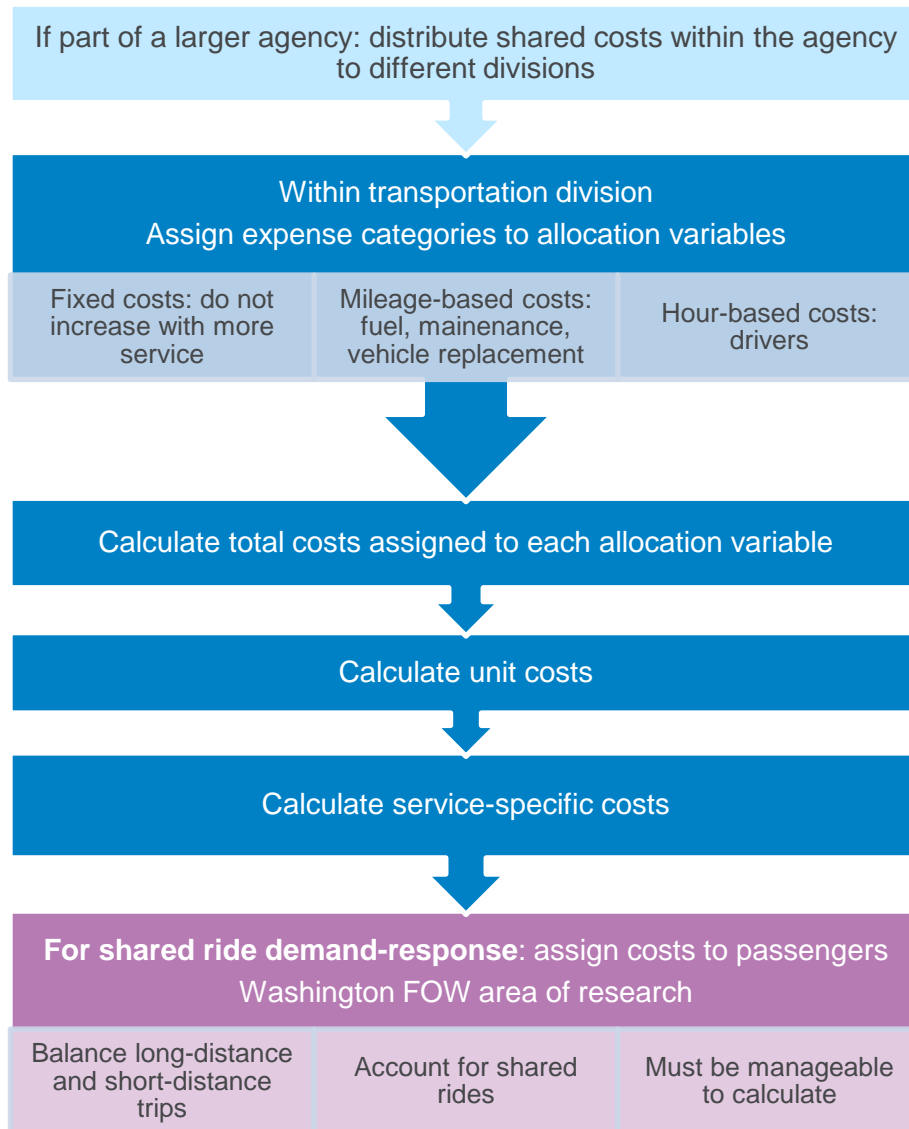 If part of a larger agency: distribute shared costs within the agency
to different divisions
Within transportation division
Assign expense categories to allocation variables
Fixed costs: do not
increase with more
service
Mileage-based costs:
fuel, mainenance,
vehicle replacement
Hour-based costs:
drivers
Calculate total costs assigned to each allocation variable
Calculate unit costs
Calculate service-specific costs
For shared ride demand-response: assign costs to passengers
Washington FOW area of research
Balance long-distance
and short-distance
trips
Account for shared
rides
Must be manageable
to calculate